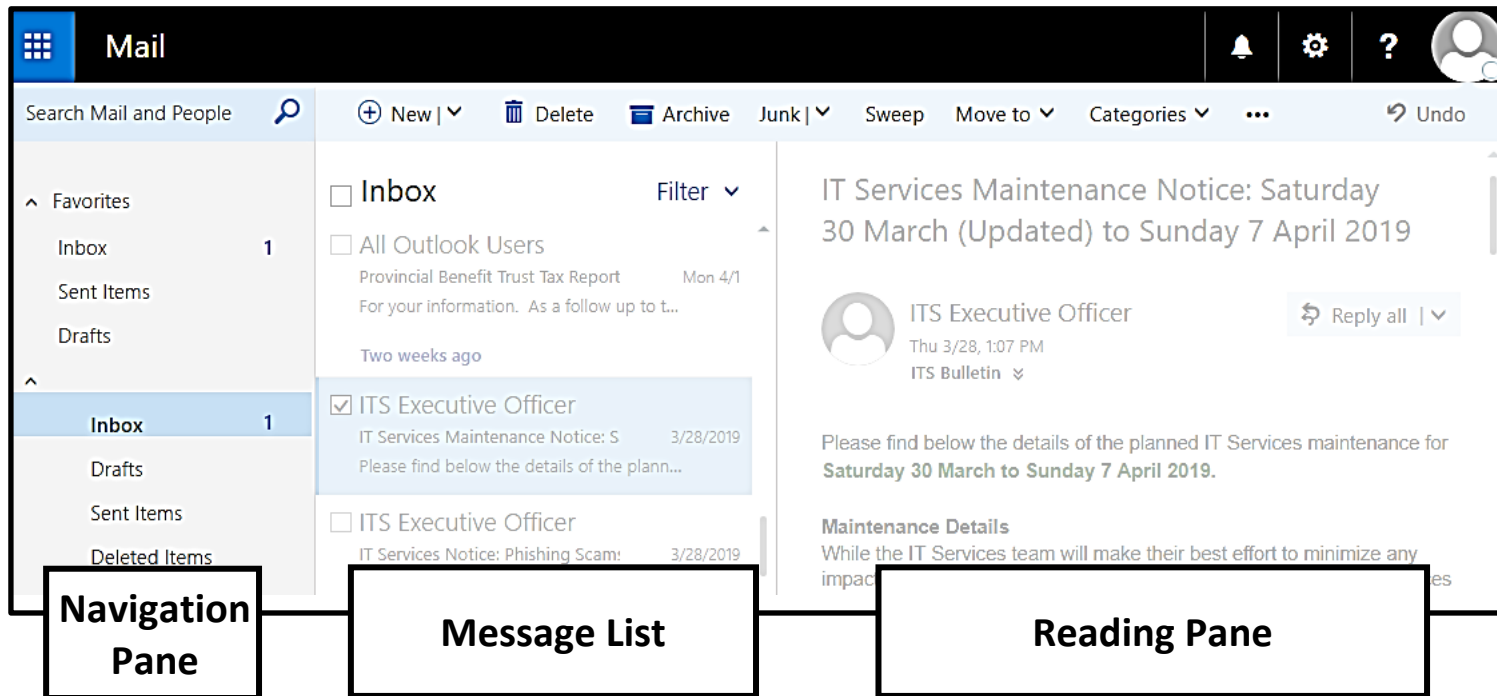 Mail
?
Search Mail and People
New | Delete Archive Junk | Sweep Move to Categories ... Undo
Favorites
Inbox 1
Sent Items
Drafts
Inbox 1
Drafts
Sent Items
Deleted Items
Inbox Filter
All Outlook Users
Provincial Benefit Trust Tax Report Mon 4/1
For your information. As a follow up to t...
Two weeks ago
ITS Executive Officer
IT Services Maintenance Notice: S 3/28/2019
Please find below the details of the plann...
ITS Executive Officer
IT Services Notice: Phishing Scams 3/28/2019
IT Services Maintenance Notice: Saturday
30 March (Updated) to Sunday 7 April 2019
ITS Executive Officer
Reply all |
Thu 3/28, 1:07 PM
ITS Bulletin
Please find below the details of the planned IT Services maintenance for
Saturday 30 March to Sunday 7 April 2019.
Maintenance Details
While the IT Services team will make their best effort to minimize any
Navigation
Pane
Message List
Reading Pane